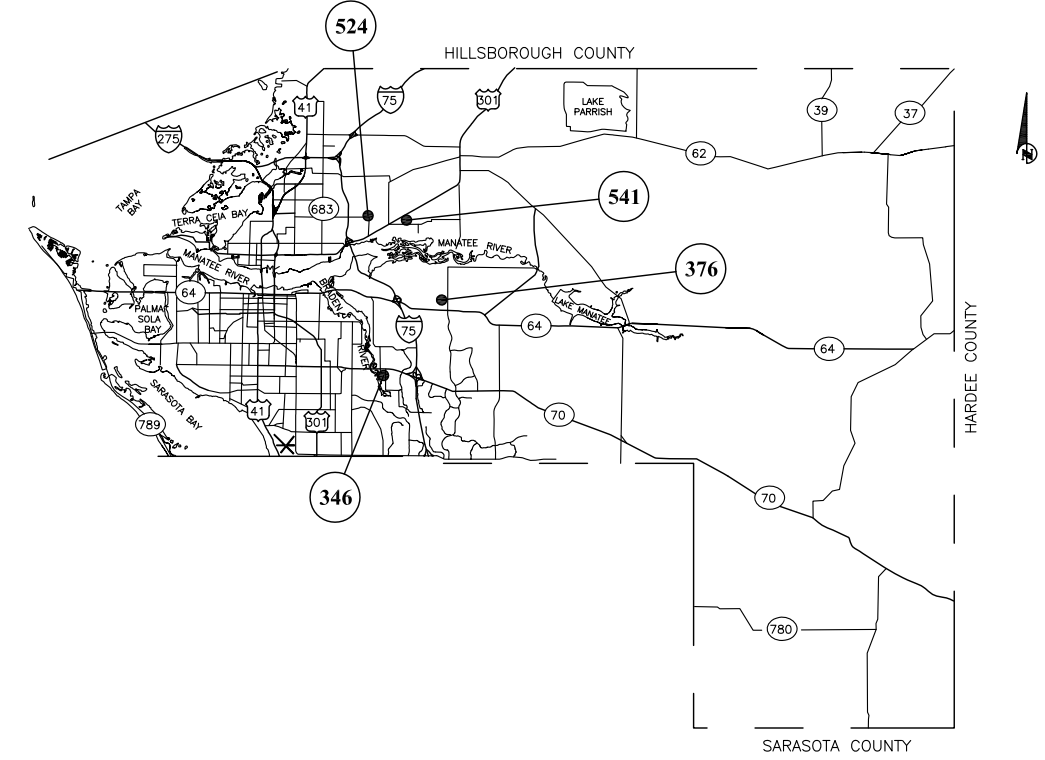 524
HILLSBOROUGH COUNTY
41
75
301
LAKE
PARRISH
39
37
275
62
N
TAMPA
BAY
TERRA CEIA BAY
683
541
MANATEE RIVER
MANATEE RIVER
376
64
BRADEN
RIVER
PALMA
SOLA
BAY
LAKE MANATEE
75
64
64
HARDEE COUNTY
SARASOTA BAY
41
301
789
70
346
70
780
SARASOTA COUNTY